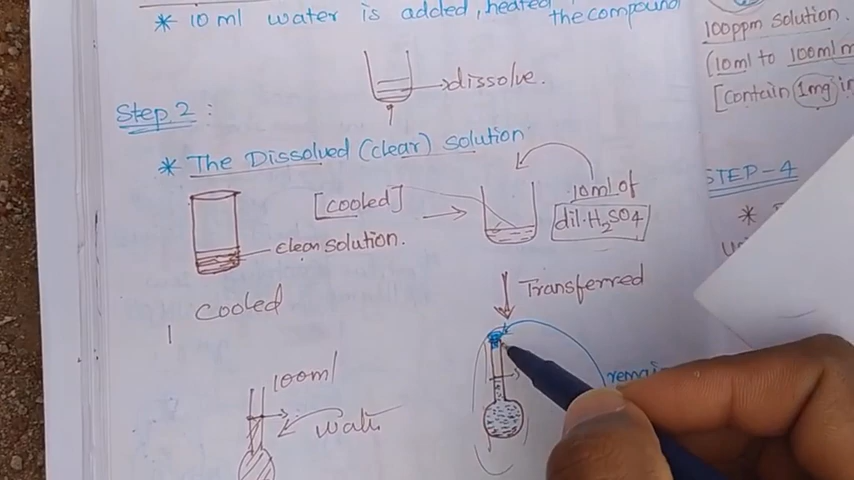 * 10 ml water is added, heated
the compound
dissolve.
Step 2 :
* The Dissolved (clear) solution
[cooled]
clean solution.
10ml of
dil. H2SO4
Cooled
Transferred
100ml
remai
100ppm solution.
(10ml to 100ml m
[Contain 1mg in
STEP-4
*